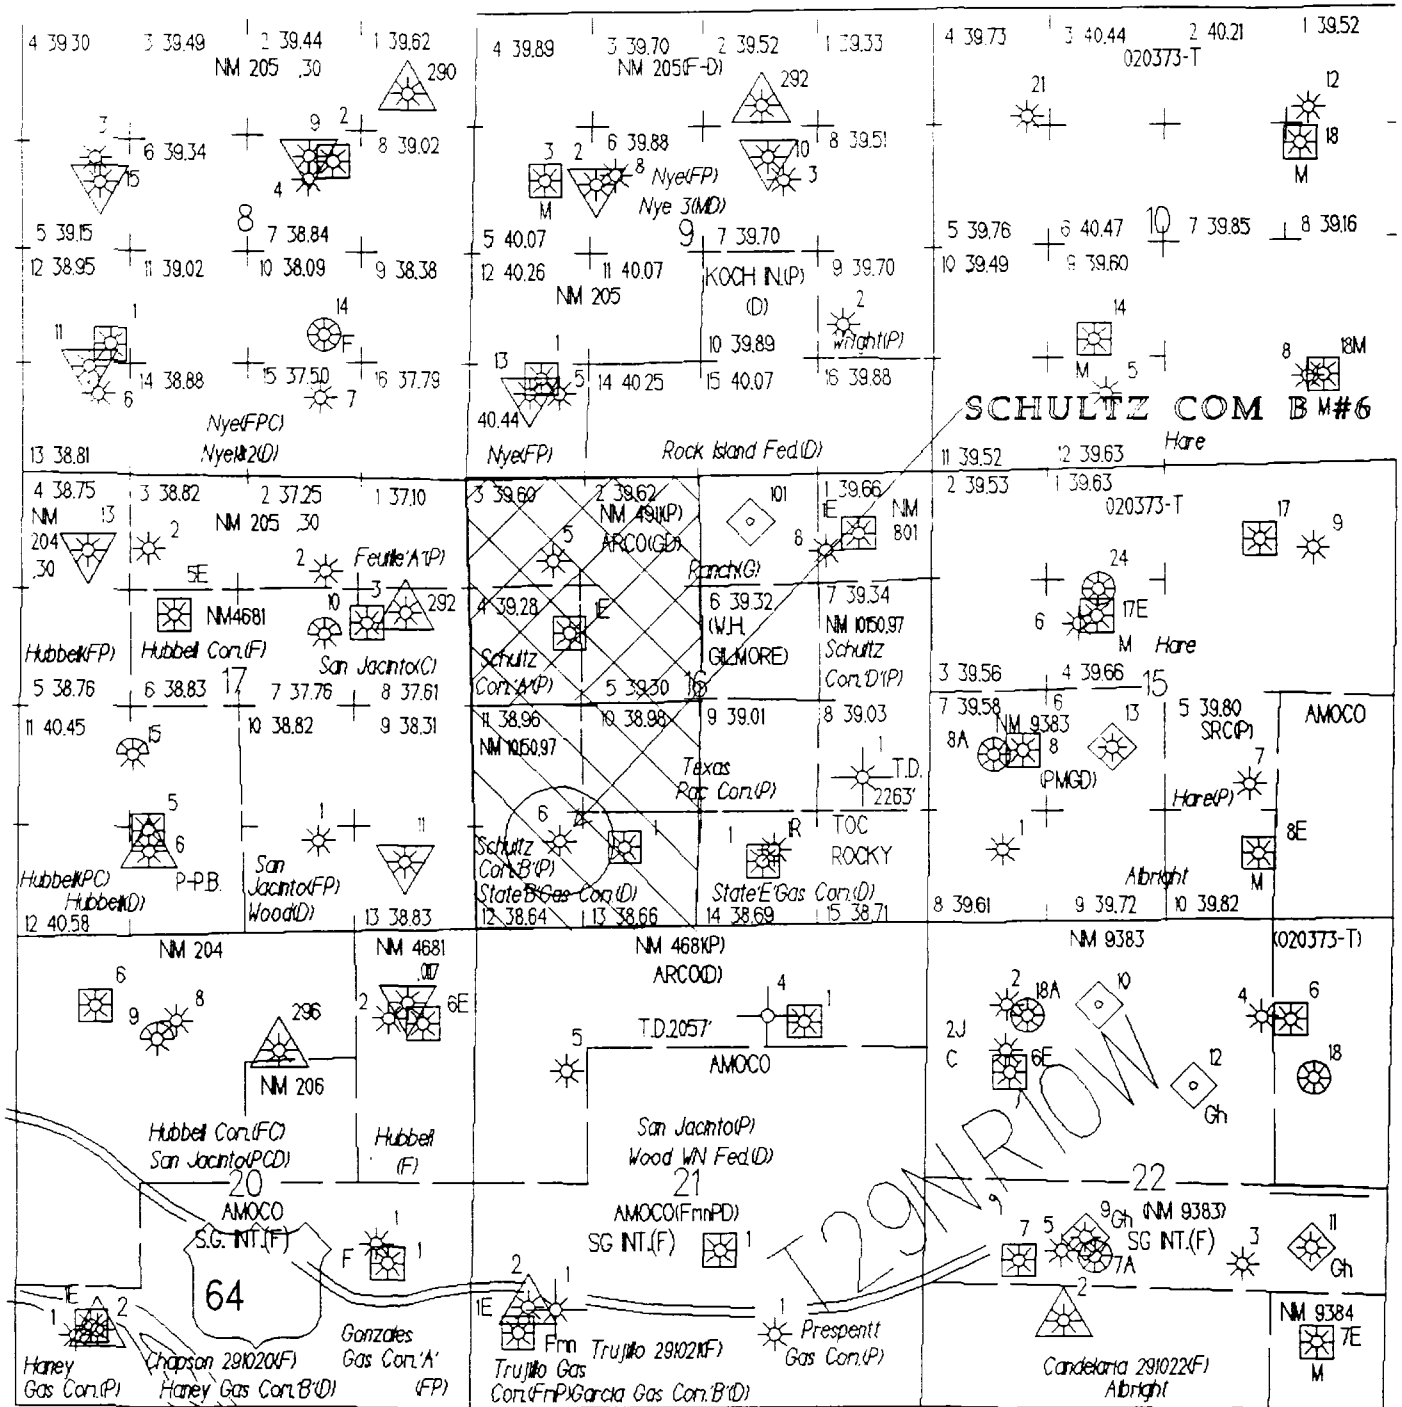 4 39.30 3 39.49 2 39.44 1 39.62 4 39.89 3 39.70 2 39.52 1 39.33 4 39.73 3 40.44 2 40.21 1 39.52
NM 205 .30 290 NM 205(F-D) 292 020373-T
21 12
3 9 2 8 39.02 6 39.88 10 8 39.51 18
6 39.34 3 2 8 Nye(FP) 3
15 4 M Nye 3(MD) M
8 9 10
5 39.15 7 38.84 5 40.07 7 39.70 5 39.76 6 40.47 7 39.85 8 39.16
12 38.95 11 39.02 10 38.09 9 38.38 12 40.26 11 40.07 KOCH IN.(P) 9 39.70 10 39.49 9 39.60
NM 205 (D)
1 14 2 14
11 F 10 39.89 Wright(P) 8 18M
14 38.88 15 37.50 16 37.79 13 1 5 14 40.25 15 40.07 16 39.88 M 5
6 7 40.44
SCHULTZ COM B M#6
Nye(FPC) Hare
13 38.81 Nye#2(D) Nye(FP) Rock Island Fed.(D) 11 39.52 12 39.63
4 38.75 3 38.82 2 37.25 1 37.10 3 39.60 2 39.62 101 1 39.66 2 39.53 1 39.63
NM 13 NM 205 .30 NM 4911(P) 1E NM 020373-T 17 9
204 2 2 Feuille'A'(P) 5 ARCO(GD) 8 801
.30 Ranch(G) 24
5E 10 3 292 4 39.28 1E 6 39.32 7 39.34 17E
NM4681 (W.H. NM 10150,97 6
Hubbell(FP) Hubbell Com.(F) San Jacinto(C) Schultz GILMORE) Schultz M Hare
Com.'A'(P) Com.'D'(P) 3 39.56 4 39.66
17 16 15
5 38.76 6 38.83 7 37.76 8 37.61 5 39.30
11 40.45 10 38.82 9 38.31 11 38.96 10 38.98 9 39.01 8 39.03 7 39.58 6 5 39.80 AMOCO
NM 10150,97 NM 9383 13 SRC(P)
15 8A 8
Texas 1 T.D. (PMGD) 7
Pac Com.(P) 2263' Hare(P)
5 1 11 6 1 1 1R TOC 1 8E
6 Schultz ROCKY
Hubbell(PC) P-P.B. San Com.'B'(P) Albright M
Hubbell(D) Jacinto(FP) State'B'Gas Com.(D) State'E'Gas Com.(D)
12 40.58 Wood(D) 13 38.83 12 38.64 13 38.66 14 38.69 15 38.71 8 39.61 9 39.72 10 39.82
NM 204 NM 4681 NM 4681(P) NM 9383 (020373-T)
.017 ARCO(D)
6 8 2 6E 4 1 2 18A 10 4 6
9 296 T.D.2057' 2J
5 AMOCO C 6E 12 18
NM 206 Gh
Hubbell Com.(FC) Hubbell San Jacinto(P)
San Jacinto(PCD) (F) Wood WN Fed.(D)
T29N,R10W
20 21 22
AMOCO AMOCO(FmnPD) 9 Gh (NM 9383) 11
S.G. INT.(F) 1 SG INT.(F) 1 7 5 SG INT.(F) 3
F 1 7A Gh
64 2 1 2
1E 2 1E 1 NM 9384
1 Gonzales Fmn Prespentt 7E
Haney Chapson 291020(F) Gas Com.'A' Trujillo Gas Trujillo 291021(F) Gas Com.(P) Candelaria 291022(F) M
Gas Com.(P) Haney Gas Com.'B'(D) (FP) Com.(FmP) Garcia Gas Com.'B'(D) Albright